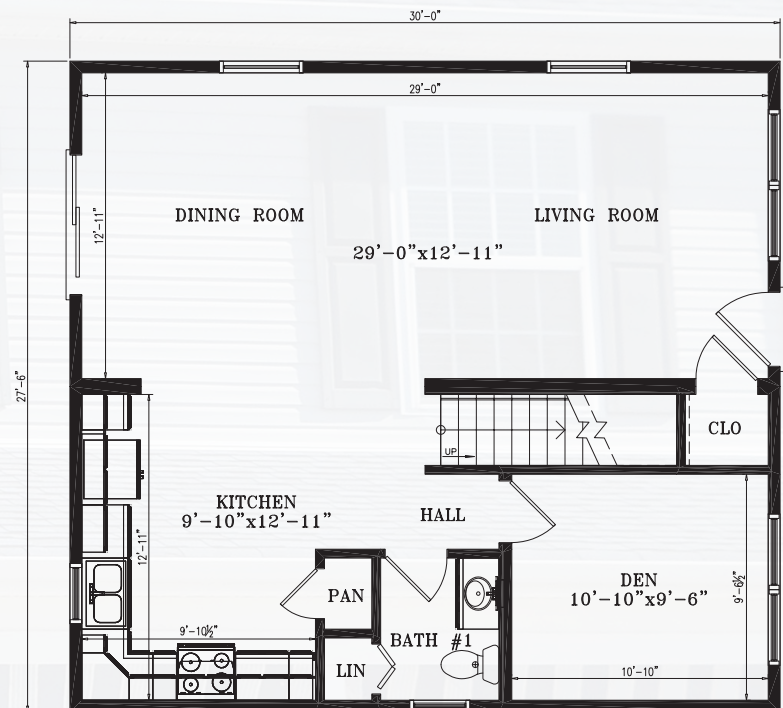 30'-0"
29'-0"
DINING ROOM
LIVING ROOM
12'-11"
29'-0"x12'-11"
27'-6"
CLO
UP
KITCHEN
9'-10"x12'-11"
HALL
12'-11"
DEN
10'-10"x9'-6"
9'-6½"
PAN
9'-10½"
BATH #1
LIN
10'-10"